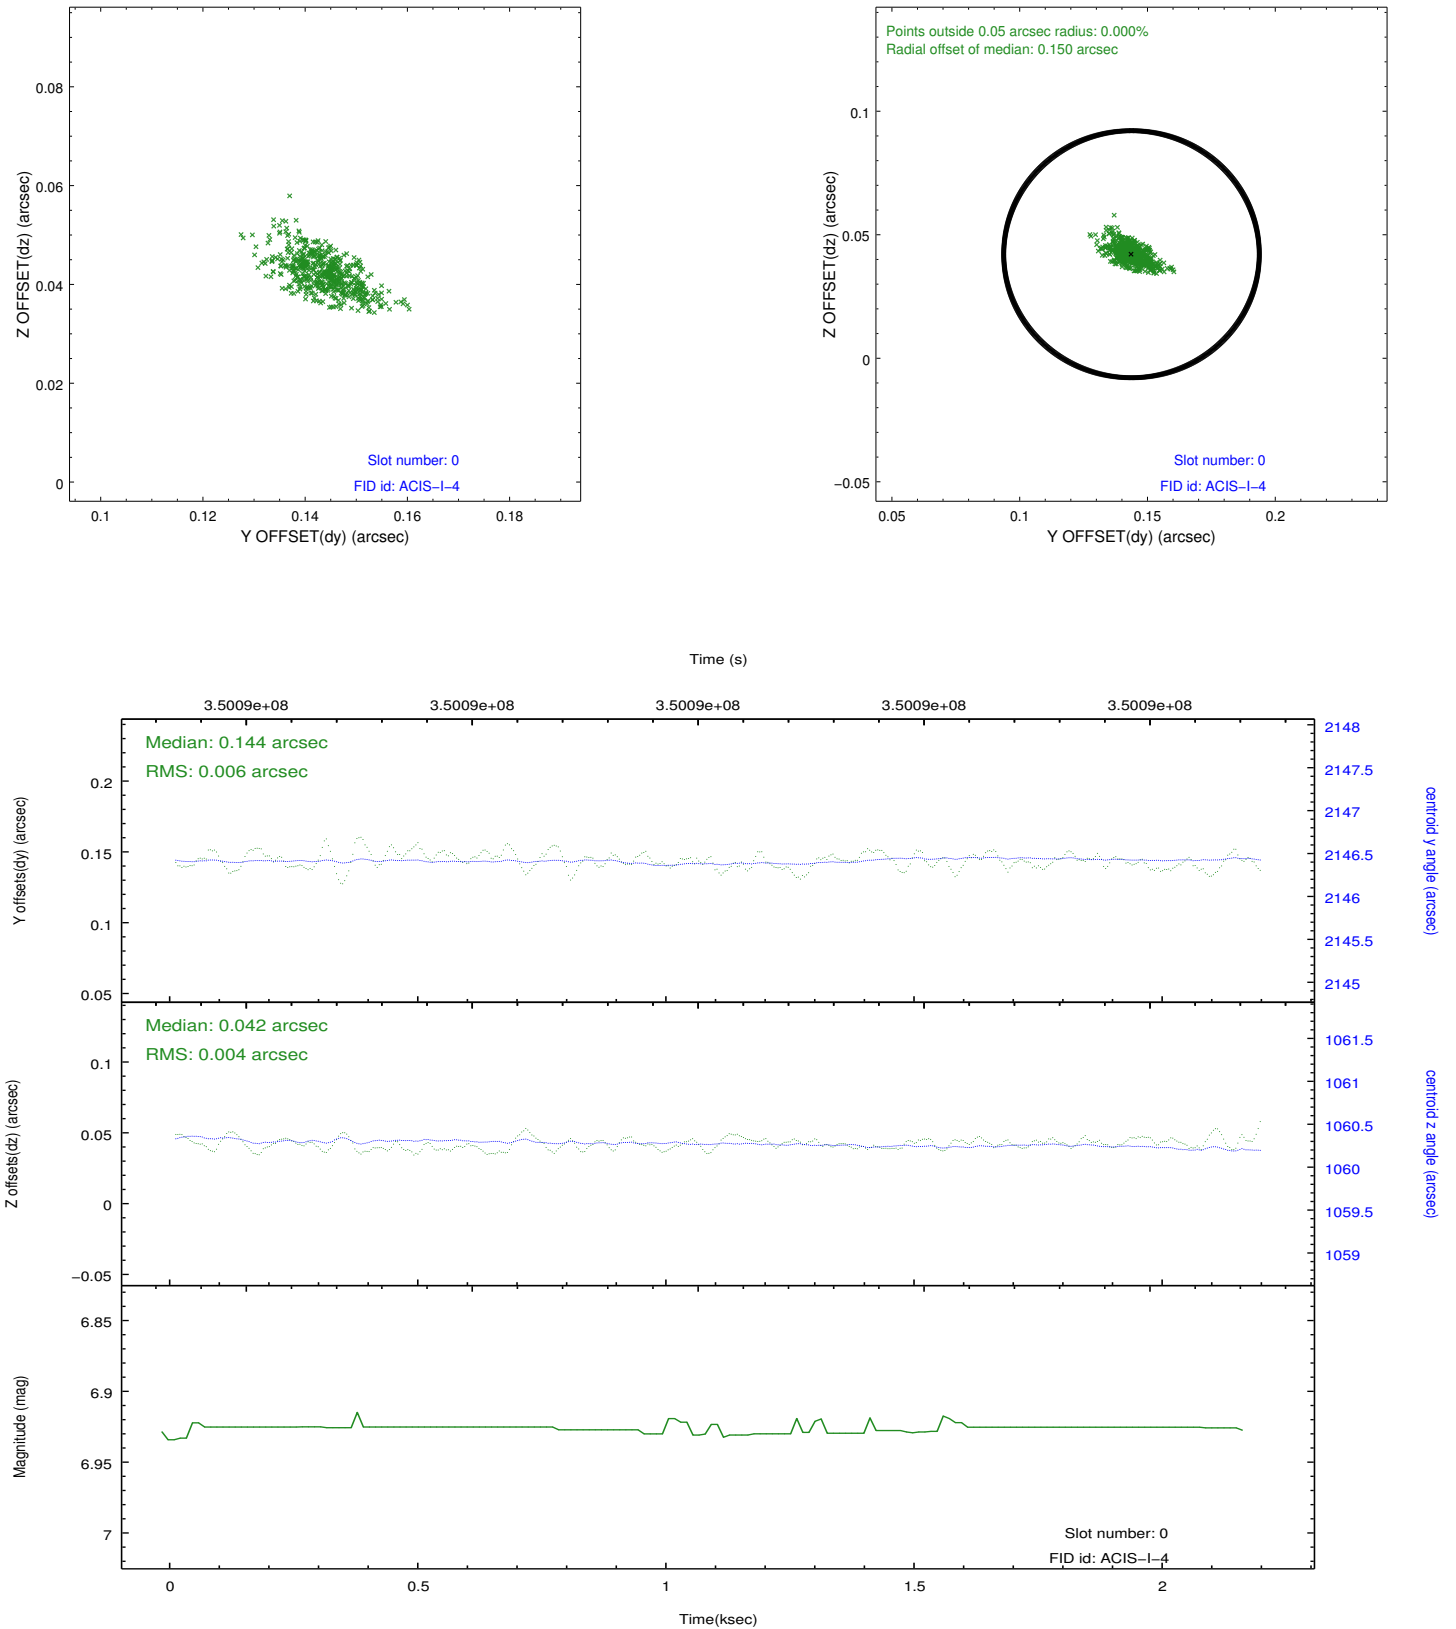 0.08
0.06
0.04
0.02
0
Z OFFSET(dz) (arcsec)
Slot number: 0
FID id: ACIS−I−4
0.1 0.12 0.14 0.16 0.18
Y OFFSET(dy) (arcsec)
Points outside 0.05 arcsec radius: 0.000%
Radial offset of median: 0.150 arcsec
0.1
0.05
0
−0.05
Z OFFSET(dz) (arcsec)
Slot number: 0
FID id: ACIS−I−4
0.05 0.1 0.15 0.2
Y OFFSET(dy) (arcsec)
Time (s)
3.5009e+08 3.5009e+08 3.5009e+08 3.5009e+08 3.5009e+08
Median: 0.144 arcsec
RMS: 0.006 arcsec
0.2
0.15
0.1
0.05
Y offsets(dy) (arcsec)
2148
2147.5
2147
2146.5
2146
2145.5
2145
centroid y angle (arcsec)
Median: 0.042 arcsec
RMS: 0.004 arcsec
0.1
0.05
0
−0.05
Z offsets(dz) (arcsec)
1061.5
1061
1060.5
1060
1059.5
1059
centroid z angle (arcsec)
6.85
6.9
6.95
7
Magnitude (mag)
Slot number: 0
FID id: ACIS−I−4
0 0.5 1 1.5 2
Time(ksec)